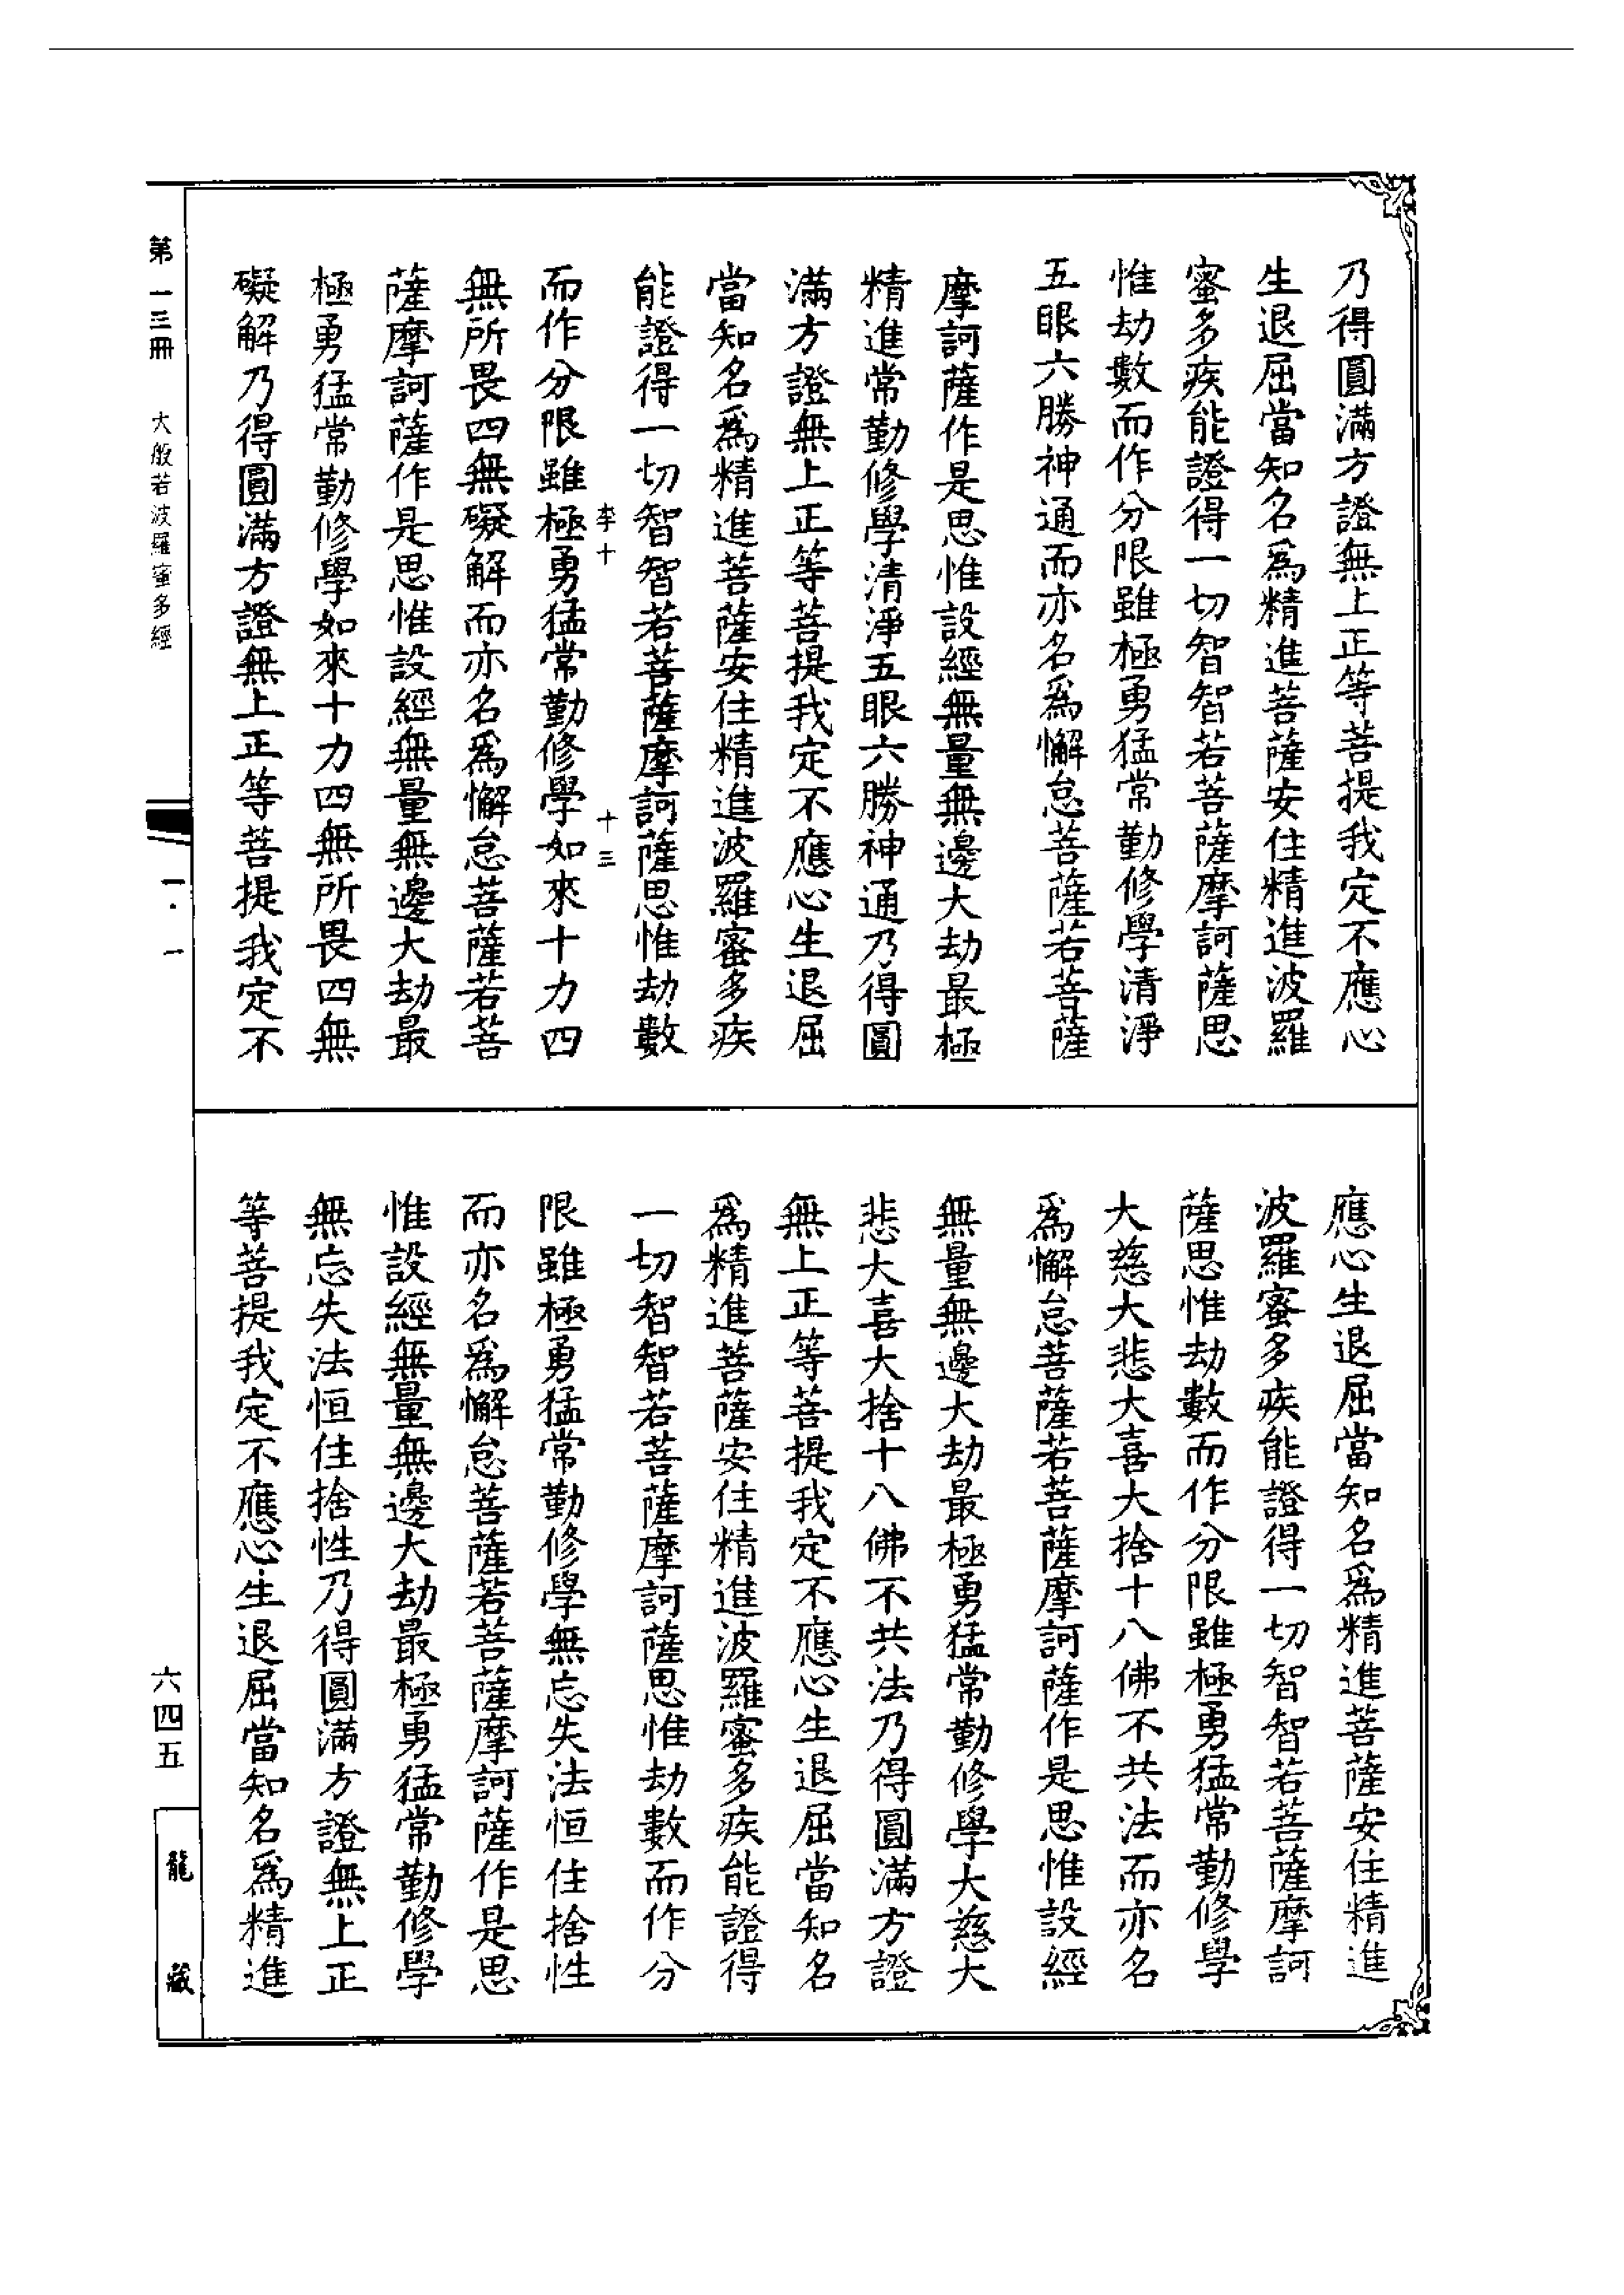 乃得圓滿方證無上正等菩提我定不應心
生退屈當知名爲精進菩薩安住精進波羅
蜜多疾能證得一切智智若菩薩摩訶薩思
惟劫數而作分限雖極勇猛常勤修學清淨
五眼六勝神通而亦名爲懈怠菩薩若菩薩
摩訶薩作是思惟設經無量無邊大劫最極
精進常勤修學清淨五眼六勝神通乃得圓
滿方證無上正等菩提我定不應心生退屈
當知名爲精進菩薩安住精進波羅蜜多疾
能證得一切智智若菩薩摩訶薩思惟劫數
李十 十三
而作分限雖極勇猛常勤修學如來十力四
無所畏四無礙解而亦名爲懈怠菩薩若菩
薩摩訶薩作是思惟設經無量無邊大劫最
極勇猛常勤修學如來十力四無所畏四無
礙解乃得圓滿方證無上正等菩提我定不
應心生退屈當知名爲精進菩薩安住精進
波羅蜜多疾能證得一切智智若菩薩摩訶
薩思惟劫數而作分限雖極勇猛常勤修學
大慈大悲大喜大捨十八佛不共法而亦名
爲懈怠菩薩若菩薩摩訶薩作是思惟設經
無量無邊大劫最極勇猛常勤修學大慈大
悲大喜大捨十八佛不共法乃得圓滿方證
無上正等菩提我定不應心生退屈當知名
爲精進菩薩安住精進波羅蜜多疾能證得
一切智智若菩薩摩訶薩思惟劫數而作分
限雖極勇猛常勤修學無忘失法恒住捨性
而亦名爲懈怠菩薩若菩薩摩訶薩作是思
惟設經無量無邊大劫最極勇猛常勤修學
無忘失法恒住捨性乃得圓滿方證無上正
等菩提我定不應心生退屈當知名爲精進
第一三冊 大般若波羅蜜多經 一·一 六四五 龍藏